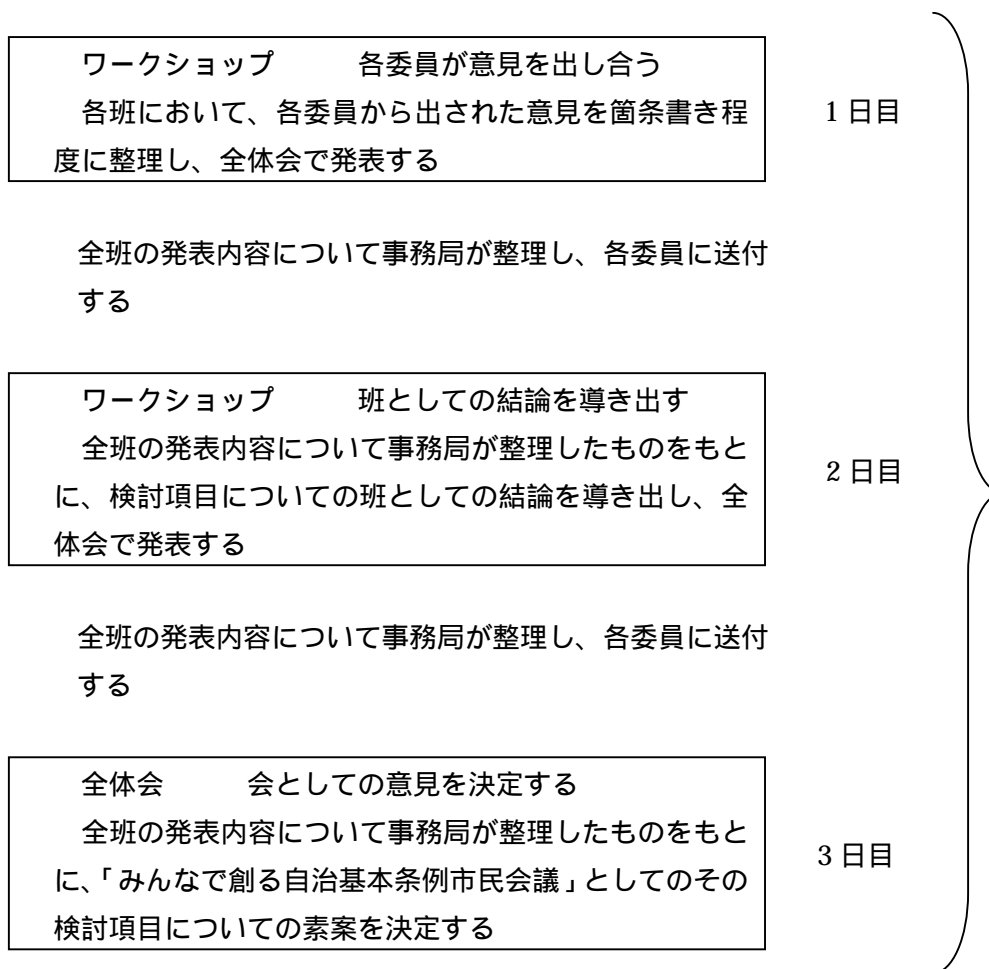 ワークショップ　　各委員が意見を出し合う
各班において、各委員から出された意見を箇条書き程
度に整理し、全体会で発表する
1日目
全班の発表内容について事務局が整理し、各委員に送付
する
ワークショップ　　班としての結論を導き出す
全班の発表内容について事務局が整理したものをもと
に、検討項目についての班としての結論を導き出し、全
体会で発表する
2日目
全班の発表内容について事務局が整理し、各委員に送付
する
全体会　　会としての意見を決定する
全班の発表内容について事務局が整理したものをもと
に、「みんなで創る自治基本条例市民会議」としてのその
検討項目についての素案を決定する
3日目